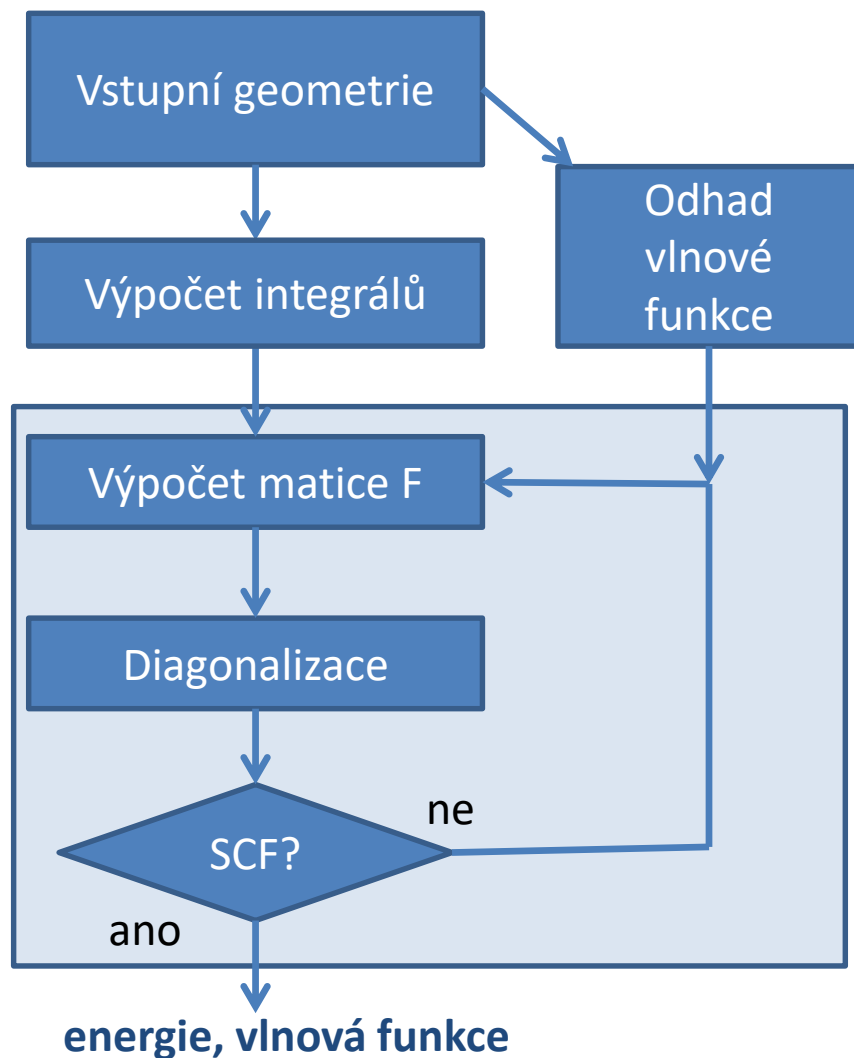 Vstupní geometrie
Odhad
vlnové
funkce
Výpočet integrálů
Výpočet matice F
Diagonalizace
ne
SCF?
ano
energie, vlnová funkce